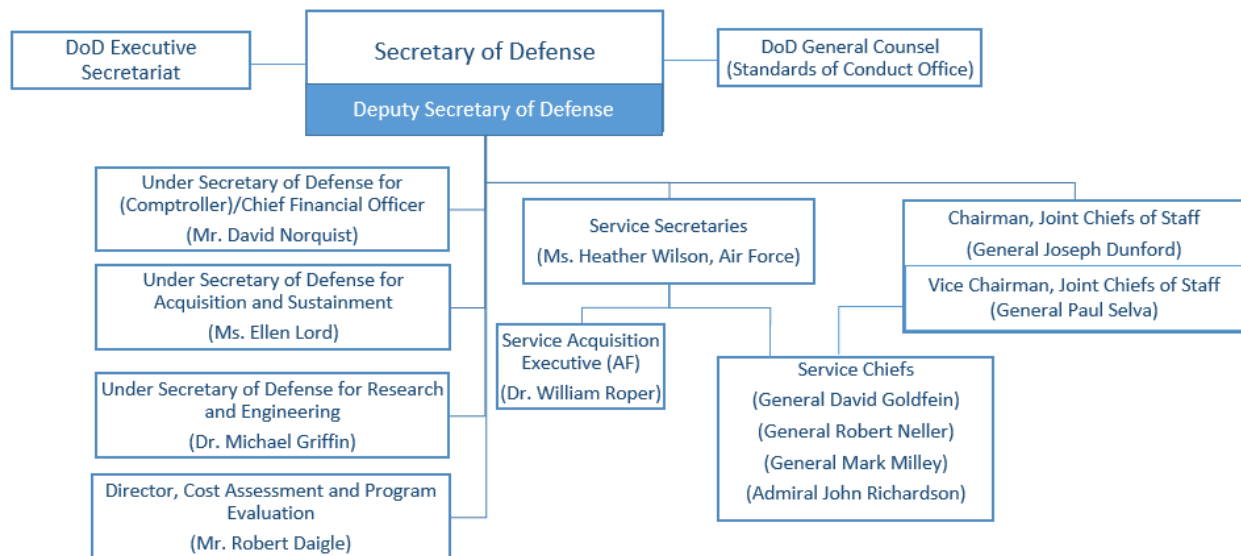 DoD Executive
Secretariat
Secretary of Defense
Deputy Secretary of Defense
DoD General Counsel
(Standards of Conduct Office)
Under Secretary of Defense for
(Comptroller)/Chief Financial Officer
(Mr. David Norquist)
Under Secretary of Defense for
Acquisition and Sustainment
(Ms. Ellen Lord)
Under Secretary of Defense for Research
and Engineering
(Dr. Michael Griffin)
Director, Cost Assessment and Program
Evaluation
(Mr. Robert Daigle)
Service Secretaries
(Ms. Heather Wilson, Air Force)
Service Acquisition
Executive (AF)
(Dr. William Roper)
Chairman, Joint Chiefs of Staff
(General Joseph Dunford)
Vice Chairman, Joint Chiefs of Staff
(General Paul Selva)
Service Chiefs
(General David Goldfein)
(General Robert Neller)
(General Mark Milley)
(Admiral John Richardson)